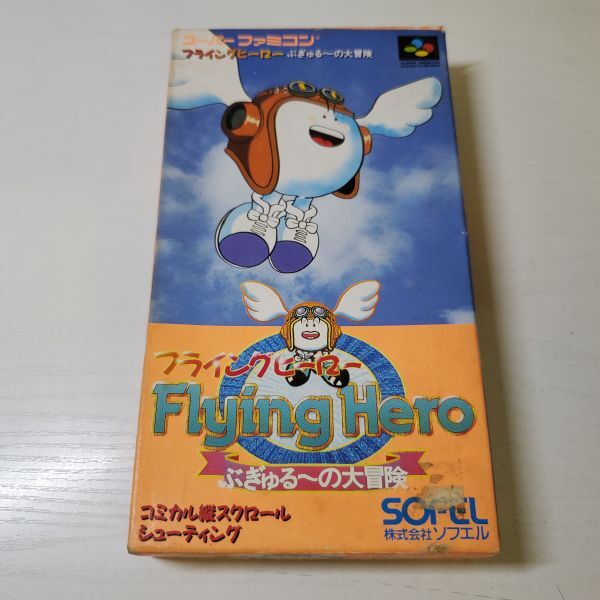 スーパーファミコン®
フライングヒーロー ぶぎゅる～の大冒険
フライングヒーロー
Flying Hero
ぶぎゅる～の大冒険
コミカル縦スクロール
シューティング
SOFEL
株式会社ソフエル